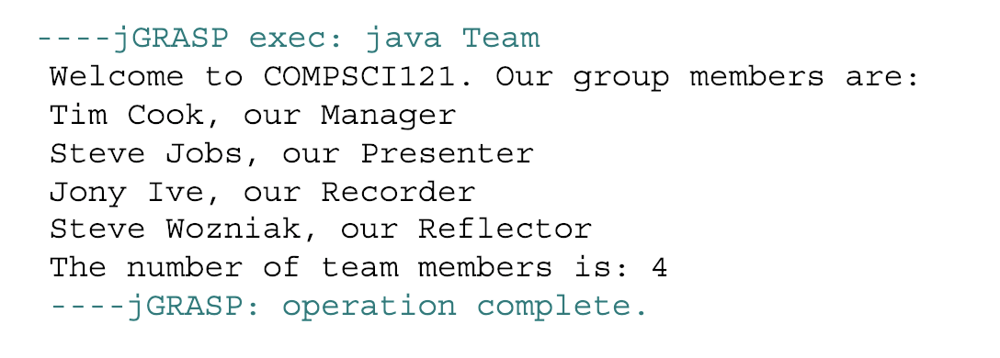 ----jGRASP exec: java Team
Welcome to COMPSCI121. Our group members are:
Tim Cook, our Manager
Steve Jobs, our Presenter
Jony Ive, our Recorder
Steve Wozniak, our Reflector
The number of team members is: 4
----jGRASP: operation complete.